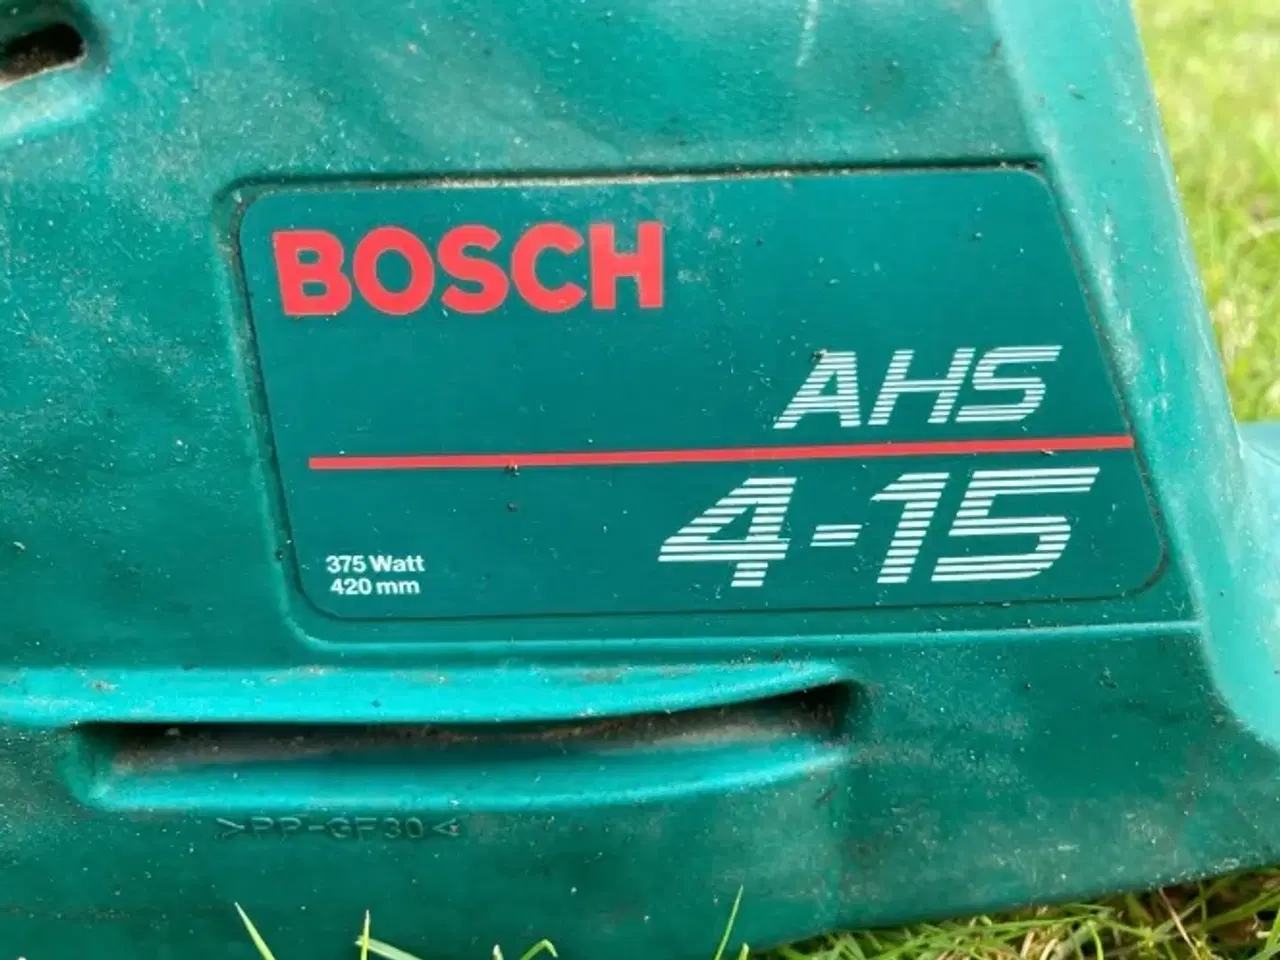 BOSCH
AHS
4-15
375 Watt
420 mm
>PP-GF30<